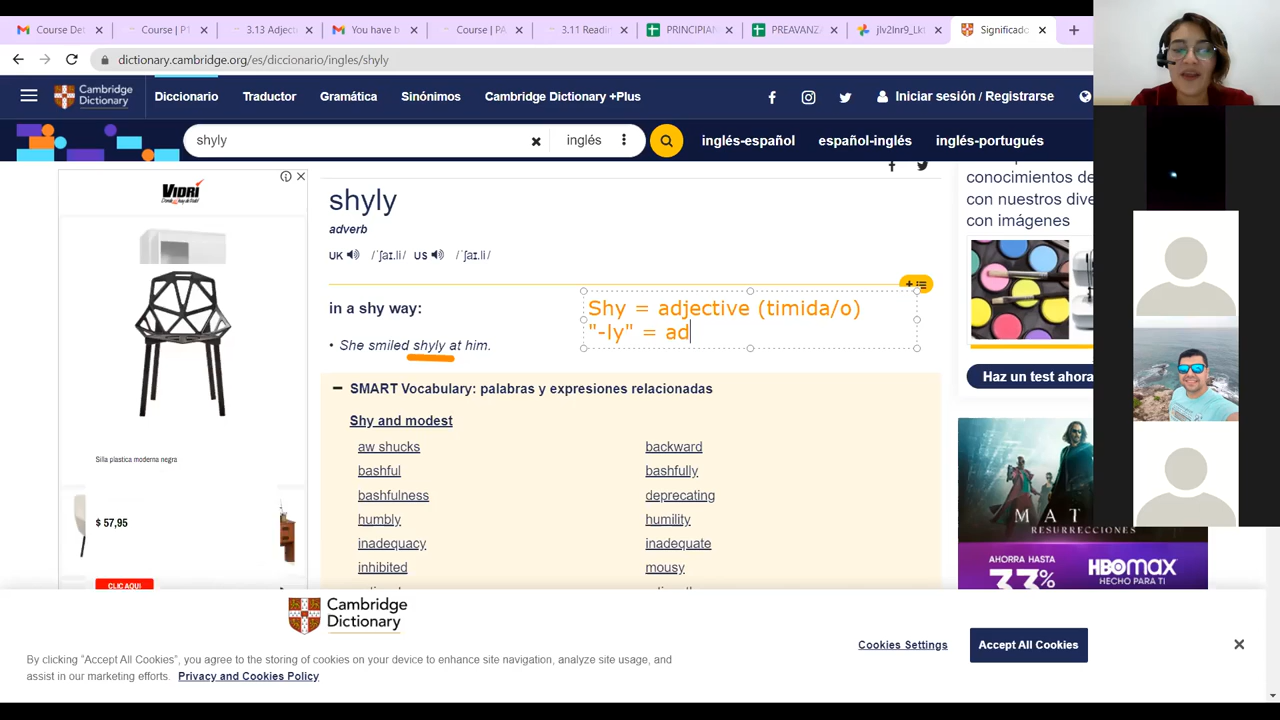 Course Det
Course | P1
3.13 Adjecu
You have b
Course | PA
3.11 Readin
PRINCIPIAN
PREAVANZA
jIv2Inr9_Lkf
Significado
dictionary.cambridge.org/es/diccionario/ingles/shyly
Cambridge
Dictionary
Diccionario
Traductor
Gramática
Sinónimos
Cambridge Dictionary +Plus
Iniciar sesión / Registrarse
shyly
inglés
inglés-español
español-inglés
inglés-portugués
VIDRÍ
Silla plastica moderna negra
$ 57,95
CLIC AQUI
shyly
adverb
UK /ˈʃaɪ.li/ US /ˈʃaɪ.li/
in a shy way:
• She smiled shyly at him.
Shy = adjective (timida/o)
"-ly" = ad
SMART Vocabulary: palabras y expresiones relacionadas
Shy and modest
aw shucks
backward
bashful
bashfully
bashfulness
deprecating
humbly
humility
inadequacy
inadequate
inhibited
mousy
conocimientos de
con nuestros dive
con imágenes
Haz un test ahora
MAT
RESURRECCIONES
AHORRA HASTA
33%
HBOMAX
HECHO PARA TI
Cambridge
Dictionary
By clicking “Accept All Cookies”, you agree to the storing of cookies on your device to enhance site navigation, analyze site usage, and
assist in our marketing efforts. Privacy and Cookies Policy
Cookies Settings
Accept All Cookies